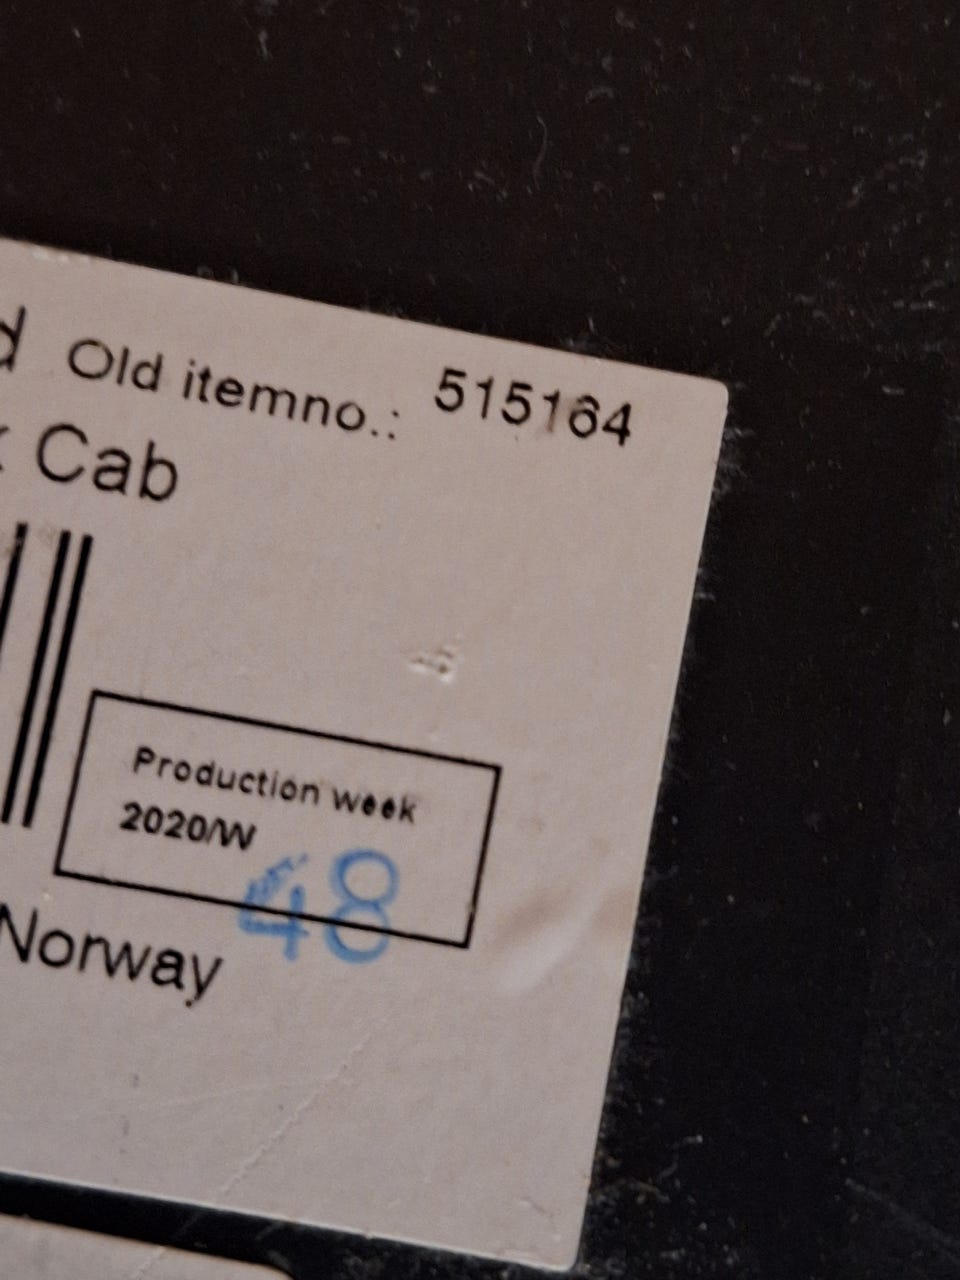 d Old itemno.: 515164
Cab
Production week
2020/W
48
Norway